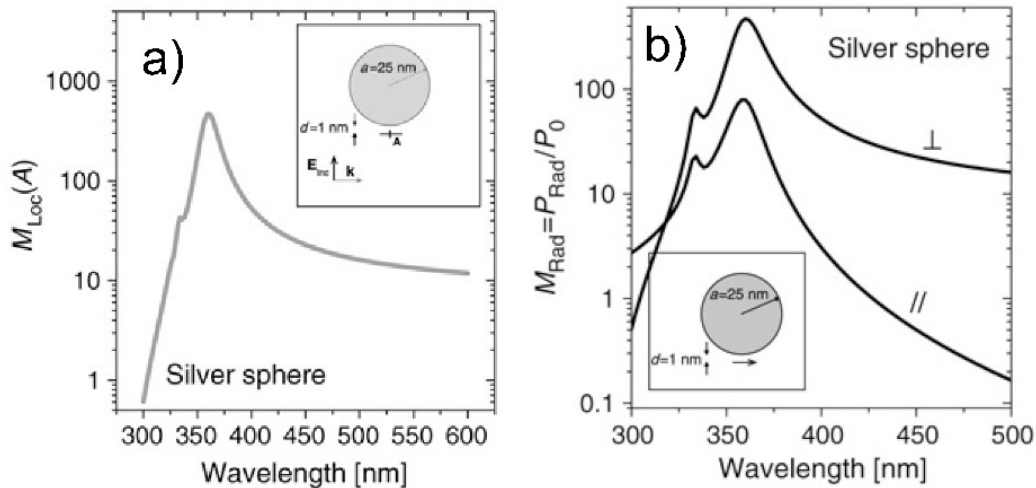 a)
1000
100
10
1
M_Loc(A)
a=25 nm
d=1 nm
A
E_Inc
k
Silver sphere
300 350 400 450 500 550 600
Wavelength [nm]
b)
Silver sphere
100
10
1
0.1
M_Rad=P_Rad/P_0
⊥
//
a=25 nm
d=1 nm
300 350 400 450 500
Wavelength [nm]